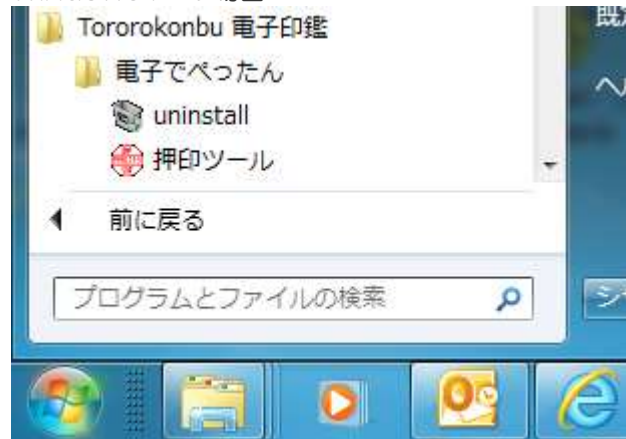 Tororokonbu 電子印鑑
電子でぺったん
uninstall
押印ツール
前に戻る
プログラムとファイルの検索